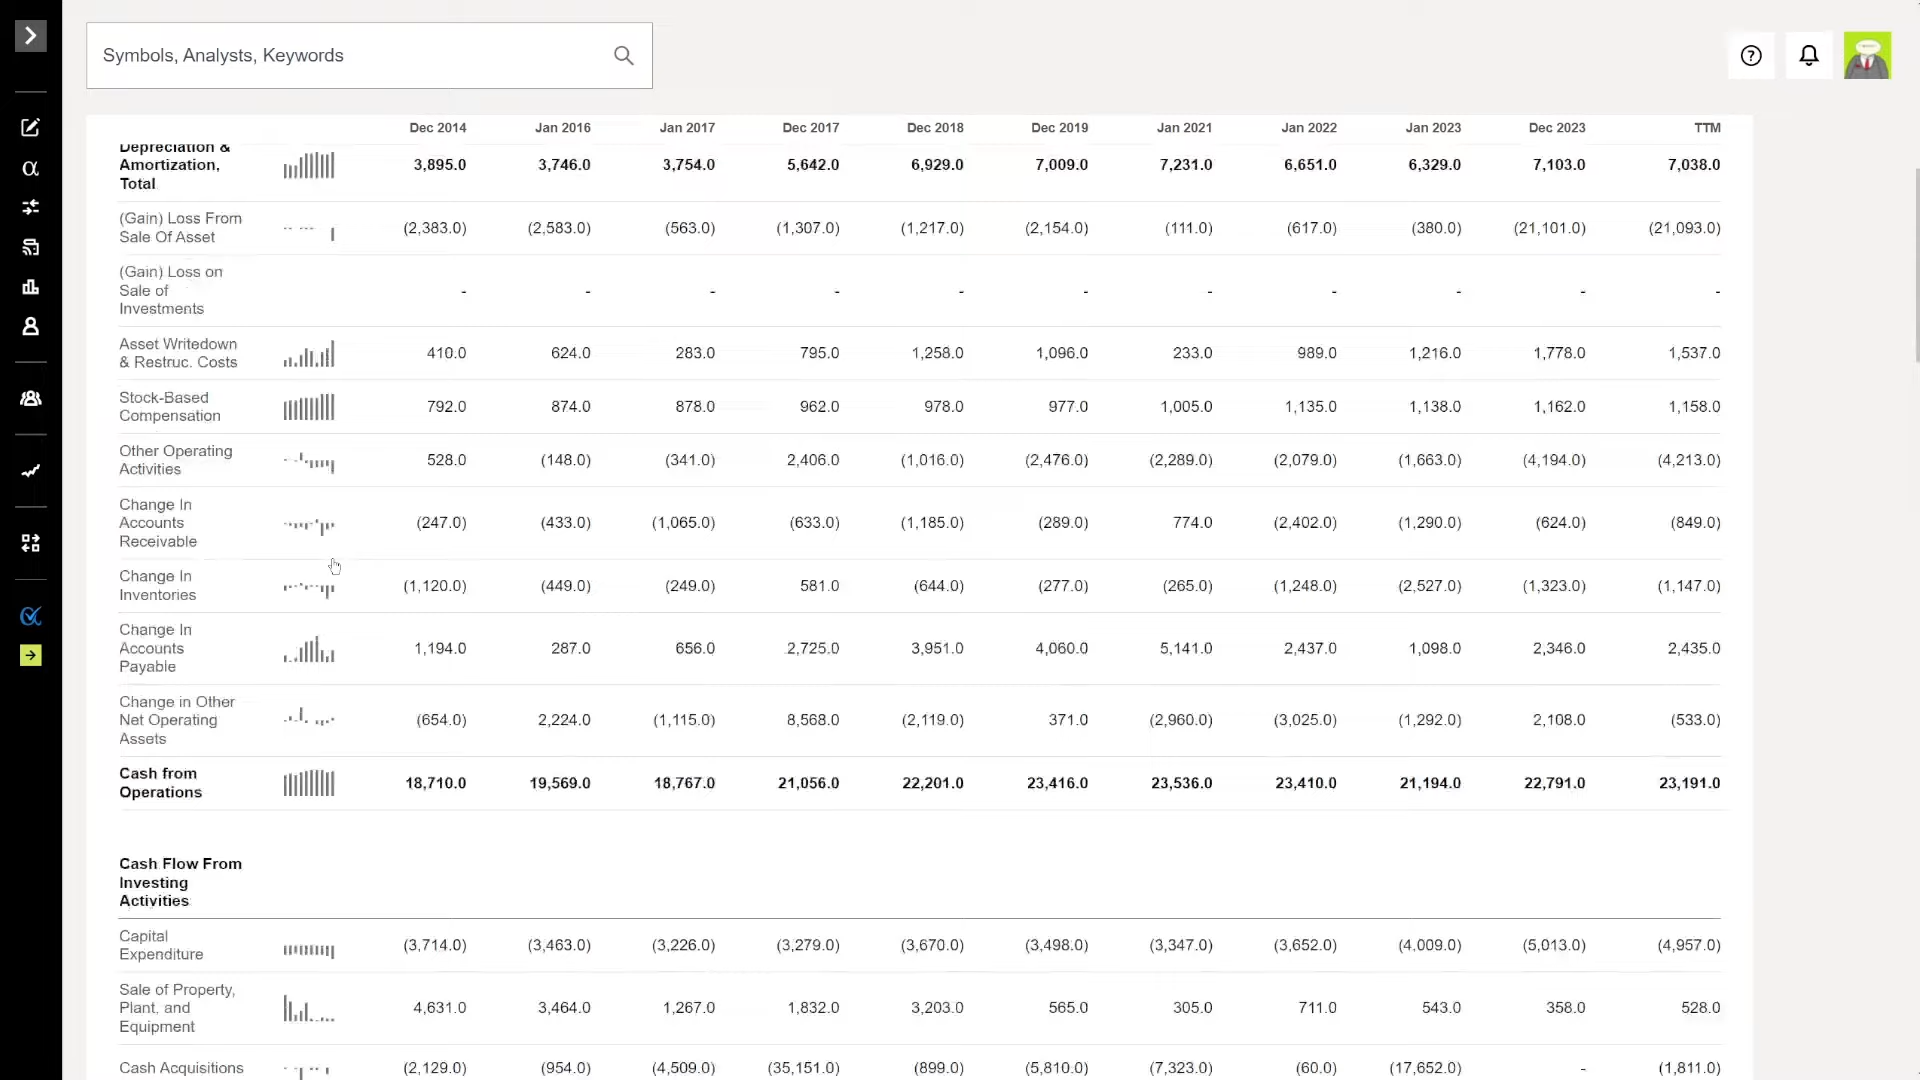 Symbols, Analysts, Keywords
Dec 2014 Jan 2016 Jan 2017 Dec 2017 Dec 2018 Dec 2019 Jan 2021 Jan 2022 Jan 2023 Dec 2023 TTM
Depreciation &
Amortization, 3,895.0 3,746.0 3,754.0 5,642.0 6,929.0 7,009.0 7,231.0 6,651.0 6,329.0 7,103.0 7,038.0
Total
(Gain) Loss From
Sale Of Asset (2,383.0) (2,583.0) (563.0) (1,307.0) (1,217.0) (2,154.0) (111.0) (617.0) (380.0) (21,101.0) (21,093.0)
(Gain) Loss on
Sale of - - - - - - - - - - -
Investments
Asset Writedown
& Restruc. Costs 410.0 624.0 283.0 795.0 1,258.0 1,096.0 233.0 989.0 1,216.0 1,778.0 1,537.0
Stock-Based
Compensation 792.0 874.0 878.0 962.0 978.0 977.0 1,005.0 1,135.0 1,138.0 1,162.0 1,158.0
Other Operating
Activities 528.0 (148.0) (341.0) 2,406.0 (1,016.0) (2,476.0) (2,289.0) (2,079.0) (1,663.0) (4,194.0) (4,213.0)
Change In
Accounts (247.0) (433.0) (1,065.0) (633.0) (1,185.0) (289.0) 774.0 (2,402.0) (1,290.0) (624.0) (849.0)
Receivable
Change In
Inventories (1,120.0) (449.0) (249.0) 581.0 (644.0) (277.0) (265.0) (1,248.0) (2,527.0) (1,323.0) (1,147.0)
Change In
Accounts 1,194.0 287.0 656.0 2,725.0 3,951.0 4,060.0 5,141.0 2,437.0 1,098.0 2,346.0 2,435.0
Payable
Change in Other
Net Operating (654.0) 2,224.0 (1,115.0) 8,568.0 (2,119.0) 371.0 (2,960.0) (3,025.0) (1,292.0) 2,108.0 (533.0)
Assets
Cash from
Operations 18,710.0 19,569.0 18,767.0 21,056.0 22,201.0 23,416.0 23,536.0 23,410.0 21,194.0 22,791.0 23,191.0
Cash Flow From
Investing
Activities
Capital
Expenditure (3,714.0) (3,463.0) (3,226.0) (3,279.0) (3,670.0) (3,498.0) (3,347.0) (3,652.0) (4,009.0) (5,013.0) (4,957.0)
Sale of Property,
Plant, and 4,631.0 3,464.0 1,267.0 1,832.0 3,203.0 565.0 305.0 711.0 543.0 358.0 528.0
Equipment
Cash Acquisitions (2,129.0) (954.0) (4,509.0) (35,151.0) (899.0) (5,810.0) (7,323.0) (60.0) (17,652.0) - (1,811.0)